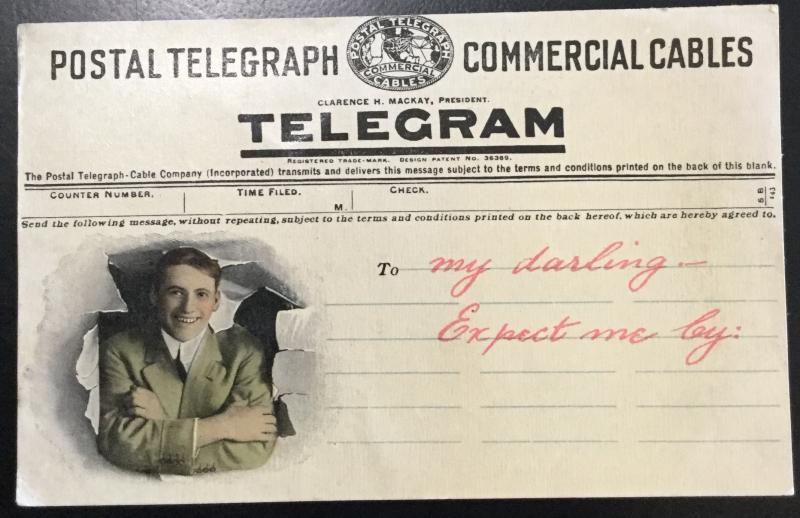 POSTAL TELEGRAPH
POSTAL TELEGRAPH
COMMERCIAL
CABLES
COMMERCIAL CABLES
CLARENCE H. MACKAY, PRESIDENT.
TELEGRAM
REGISTERED TRADE-MARK. DESIGN PATENT No. 36369.
The Postal Telegraph-Cable Company (Incorporated) transmits and delivers this message subject to the terms and conditions printed on the back of this blank.
COUNTER NUMBER.
TIME FILED.
M.
CHECK.
Send the following message, without repeating, subject to the terms and conditions printed on the back hereof, which are hereby agreed to.
To my darling.—
Expect me by: